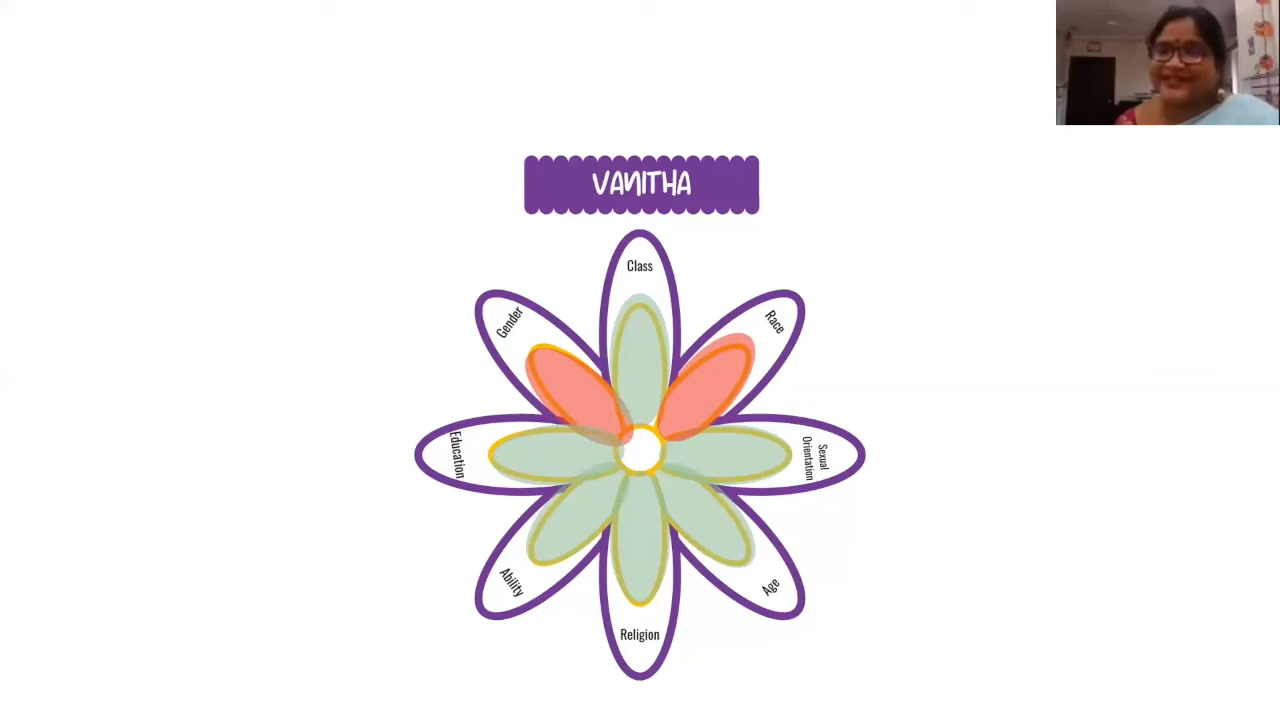 VANITHA
Class
Gender
Race
Education
Sexual
Orientation
Ability
Age
Religion